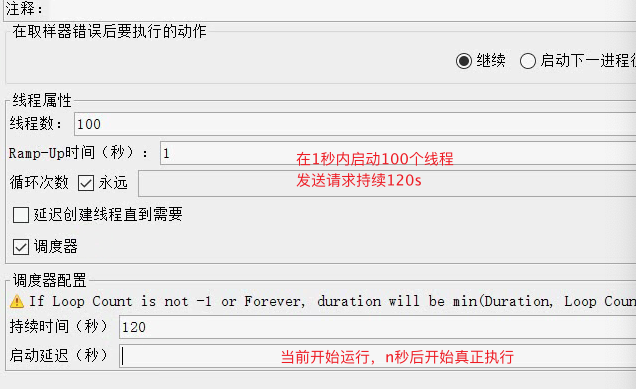 注释:
在取样器错误后要执行的动作
继续 启动下一进程
线程属性
线程数: 100
Ramp-Up时间(秒): 1
在1秒内启动100个线程
循环次数 永远
发送请求持续120s
延迟创建线程直到需要
调度器
调度器配置
If Loop Count is not -1 or Forever, duration will be min(Duration, Loop Coun
持续时间(秒) 120
启动延迟(秒)
当前开始运行，n秒后开始真正执行